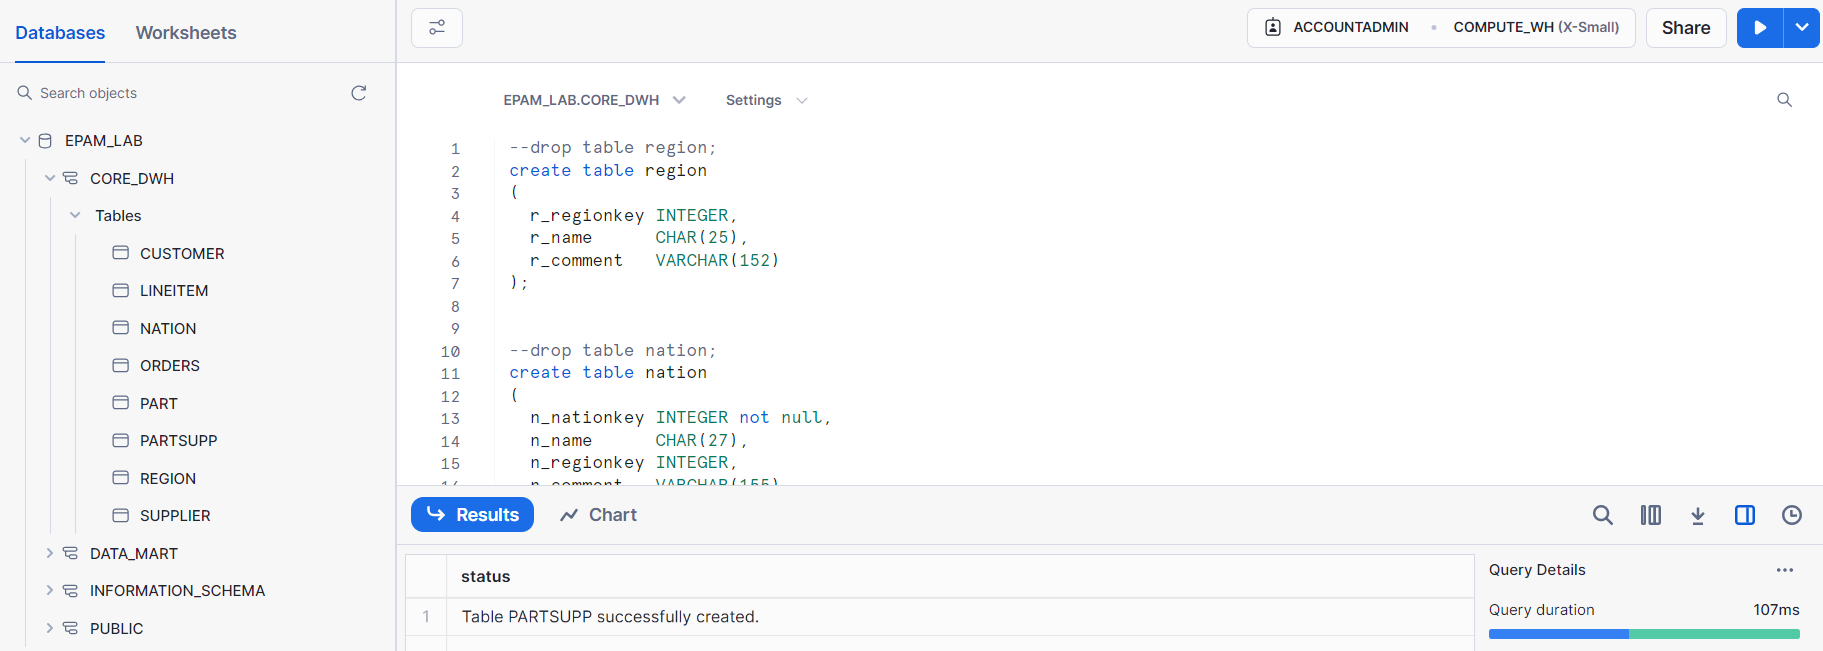 Databases Worksheets
Search objects
EPAM_LAB
CORE_DWH
Tables
CUSTOMER
LINEITEM
NATION
ORDERS
PART
PARTSUPP
REGION
SUPPLIER
DATA_MART
INFORMATION_SCHEMA
PUBLIC
ACCOUNTADMIN COMPUTE_WH (X-Small) Share
EPAM_LAB.CORE_DWH Settings
1 --drop table region;
2 create table region
3 (
4 r_regionkey INTEGER,
5 r_name CHAR(25),
6 r_comment VARCHAR(152)
7 );
8
9
10 --drop table nation;
11 create table nation
12 (
13 n_nationkey INTEGER not null,
14 n_name CHAR(27),
15 n_regionkey INTEGER,
n_comment VARCHAR(155)
Results Chart
status
1 Table PARTSUPP successfully created.
Query Details
Query duration 107ms